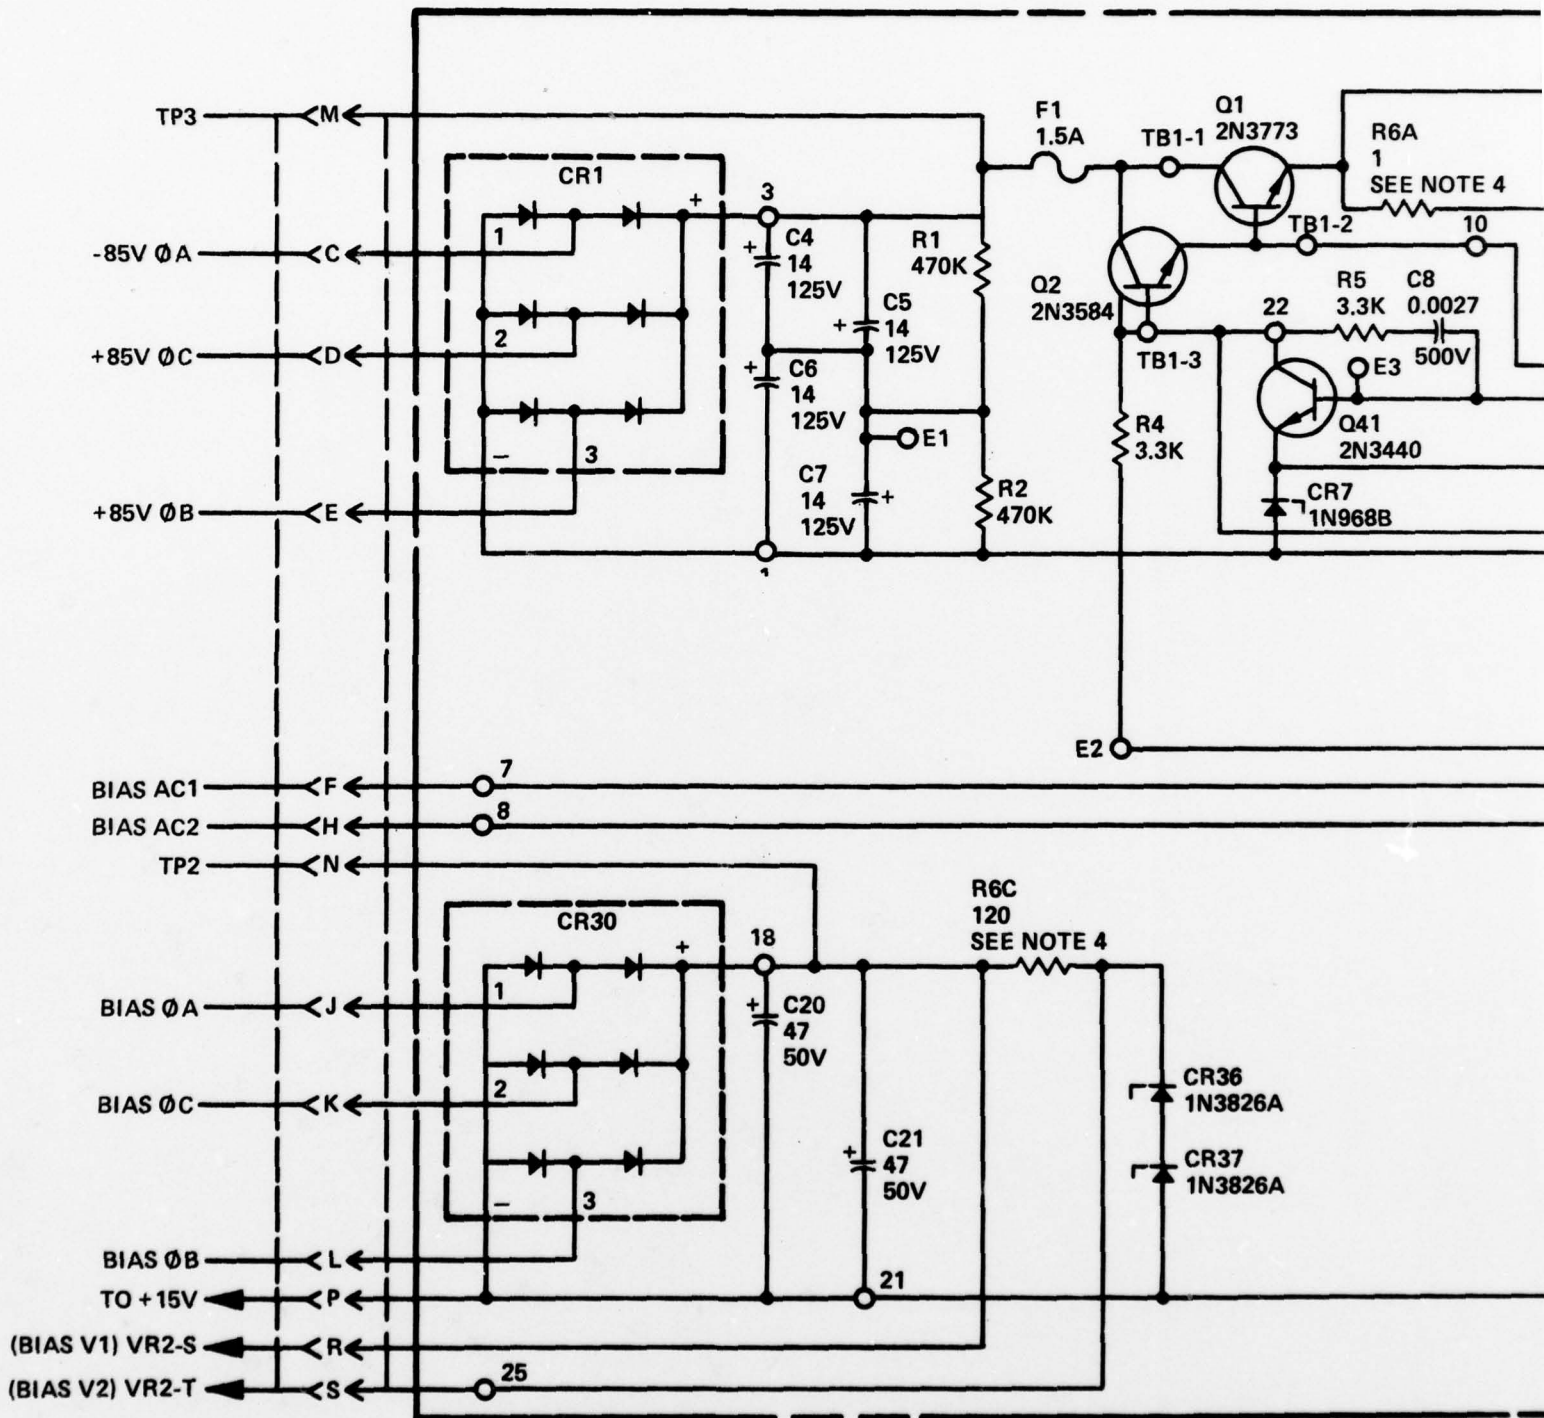 TP3
M
-85V ØA
C
+85V ØC
D
+85V ØB
E
CR1
+
1
2
3
–
3
+
C4
14
125V
+
C5
14
125V
+
C6
14
125V
C7
14
125V
+
E1
1
R1
470K
R2
470K
F1
1.5A
TB1-1
Q1
2N3773
R6A
1
SEE NOTE 4
TB1-2
10
Q2
2N3584
TB1-3
22
R5
3.3K
C8
0.0027
500V
E3
Q41
2N3440
R4
3.3K
CR7
1N968B
E2
BIAS AC1
F
7
BIAS AC2
H
8
TP2
N
CR30
+
1
2
3
–
18
+
C20
47
50V
+
C21
47
50V
R6C
120
SEE NOTE 4
CR36
1N3826A
CR37
1N3826A
BIAS ØA
J
BIAS ØC
K
BIAS ØB
L
TO +15V
P
21
(BIAS V1) VR2-S
R
(BIAS V2) VR2-T
S
25